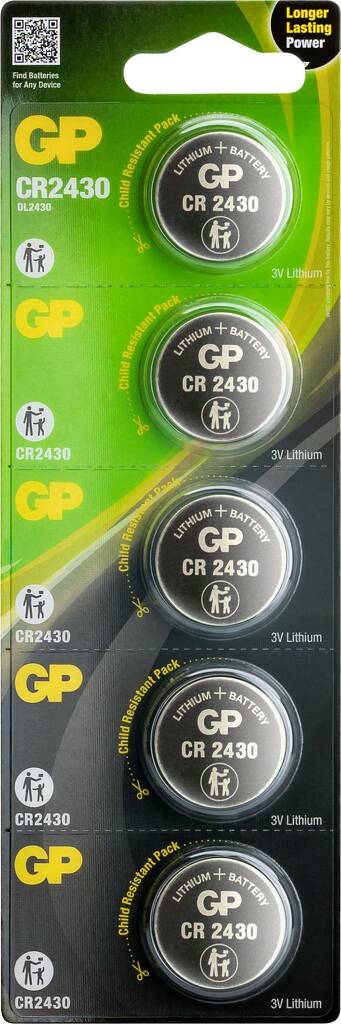 Longer
Lasting
Power
Find Batteries
for Any Device
GP
CR2430
DL2430
Child Resistant Pack
LITHIUM + BATTERY
GP
CR 2430
3V Lithium
GP
CR2430
Child Resistant Pack
LITHIUM + BATTERY
GP
CR 2430
3V Lithium
GP
CR2430
Child Resistant Pack
LITHIUM + BATTERY
GP
CR 2430
3V Lithium
GP
CR2430
Child Resistant Pack
LITHIUM + BATTERY
GP
CR 2430
3V Lithium
GP
CR2430
Child Resistant Pack
LITHIUM + BATTERY
GP
CR 2430
3V Lithium